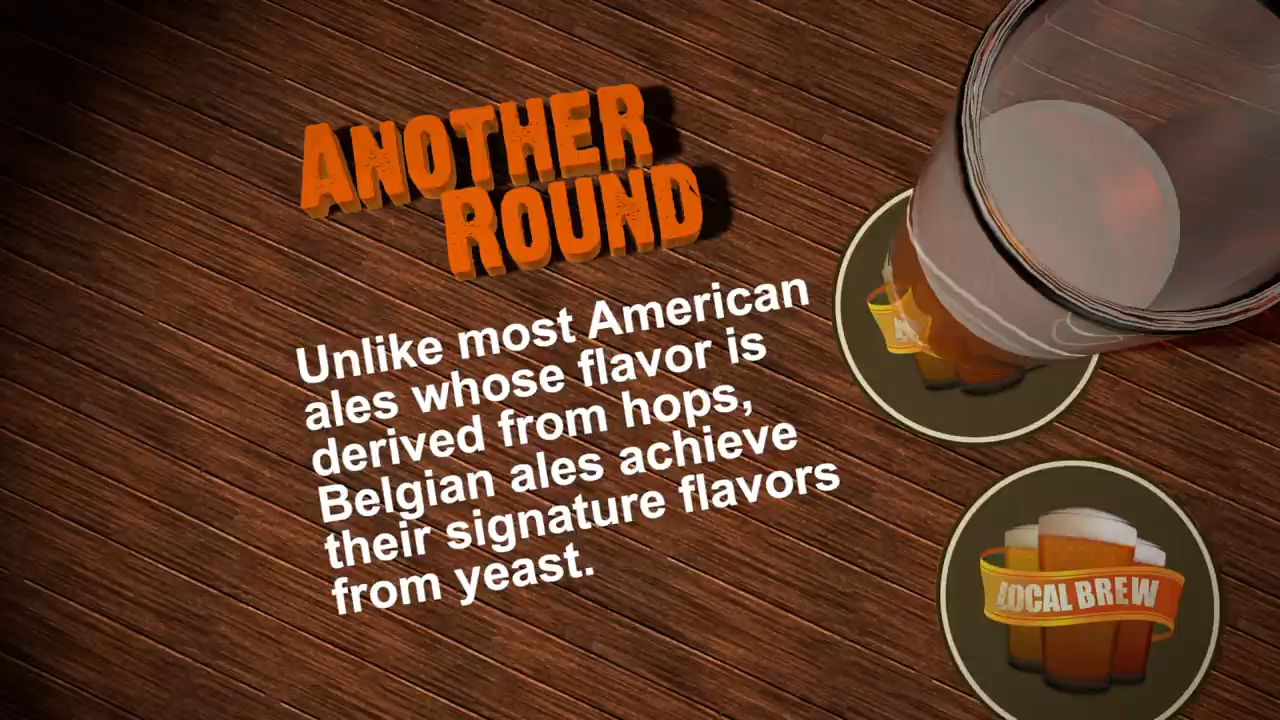 ANOTHER
ROUND
Unlike most American
ales whose flavor is
derived from hops,
Belgian ales achieve
their signature flavors
from yeast.
LOCAL BREW